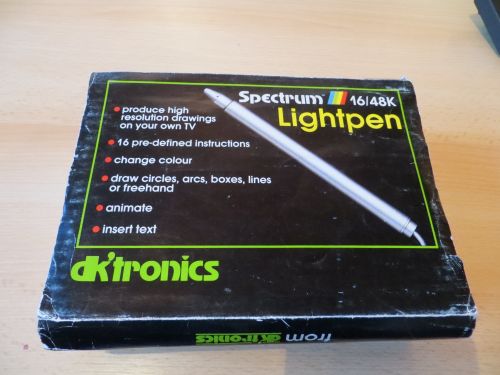 Spectrum 16/48K
Lightpen
• produce high
resolution drawings
on your own TV
• 16 pre-defined instructions
• change colour
• draw circles, arcs, boxes, lines
or freehand
• animate
• insert text
dk'tronics
from dk'tronics